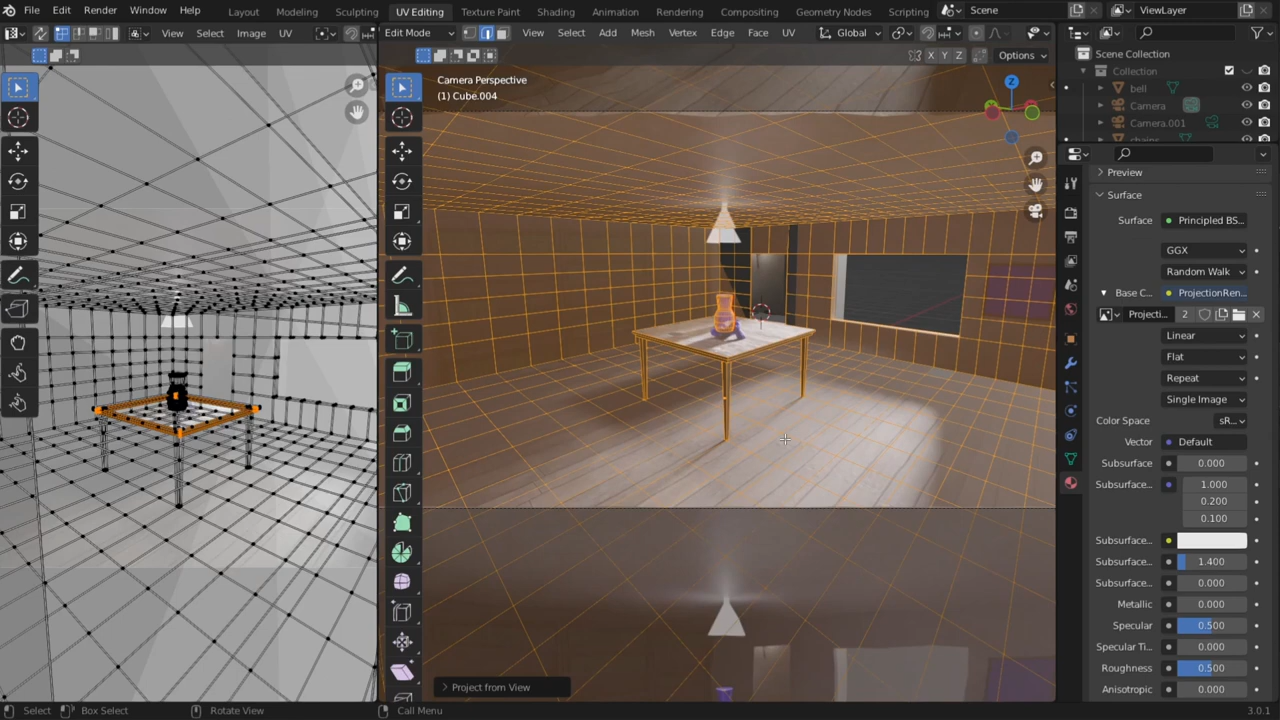 File Edit Render Window Help Layout Modeling Sculpting UV Editing Texture Paint Shading Animation Rendering Compositing Geometry Nodes Scripting Scene ViewLayer
View Select Image UV Edit Mode View Select Add Mesh Vertex Edge Face UV Global
X Y Z Options
Scene Collection
Collection
bell
Camera
Camera.001
Camera Perspective
(1) Cube.004
Z
Preview
Surface
Surface Principled BS...
GGX
Random Walk
Base C... ProjectionRen...
Projecti... 2
Linear
Flat
Repeat
Single Image
Color Space sR...
Vector Default
Subsurface 0.000
Subsurface... 1.000
0.200
0.100
Subsurface...
Subsurface... 1.400
Subsurface... 0.000
Metallic 0.000
Specular 0.500
Specular Ti... 0.000
Roughness 0.500
Anisotropic 0.000
Project from View
Select Box Select Rotate View Call Menu 3.0.1